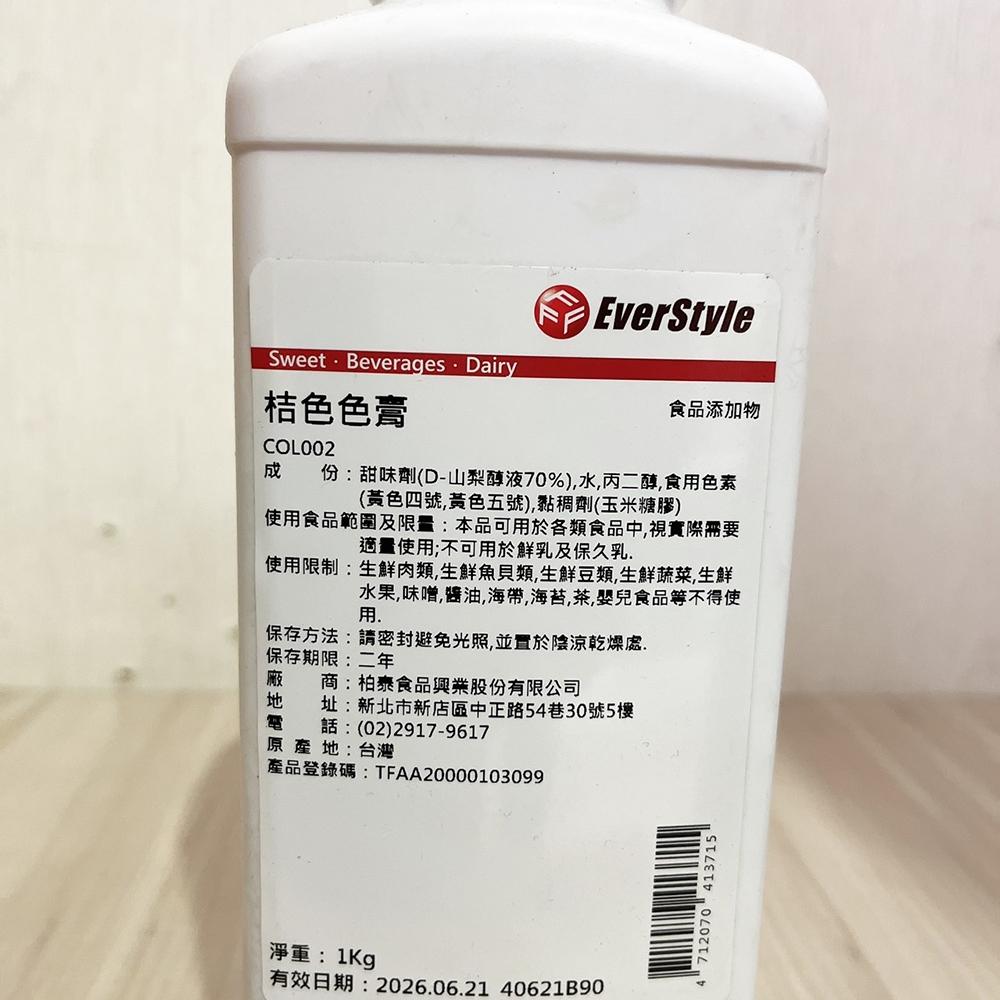 EverStyle
Sweet · Beverages · Dairy
桔色色膏
食品添加物
COL002
成　份：甜味劑(D-山梨醇液70%),水,丙二醇,食用色素
(黃色四號,黃色五號),黏稠劑(玉米糖膠)
使用食品範圍及限量：本品可用於各類食品中,視實際需要
適量使用;不可用於鮮乳及保久乳.
使用限制：生鮮肉類,生鮮魚貝類,生鮮豆類,生鮮蔬菜,生鮮
水果,味噌,醬油,海帶,海苔,茶,嬰兒食品等不得使
用.
保存方法：請密封避免光照,並置於陰涼乾燥處.
保存期限：二年
廠　商：柏泰食品興業股份有限公司
地　址：新北市新店區中正路54巷30號5樓
電　話：(02)2917-9617
原 產 地：台灣
產品登錄碼：TFAA20000103099
4 712070 413715
淨重：1Kg
有效日期：2026.06.21 40621B90